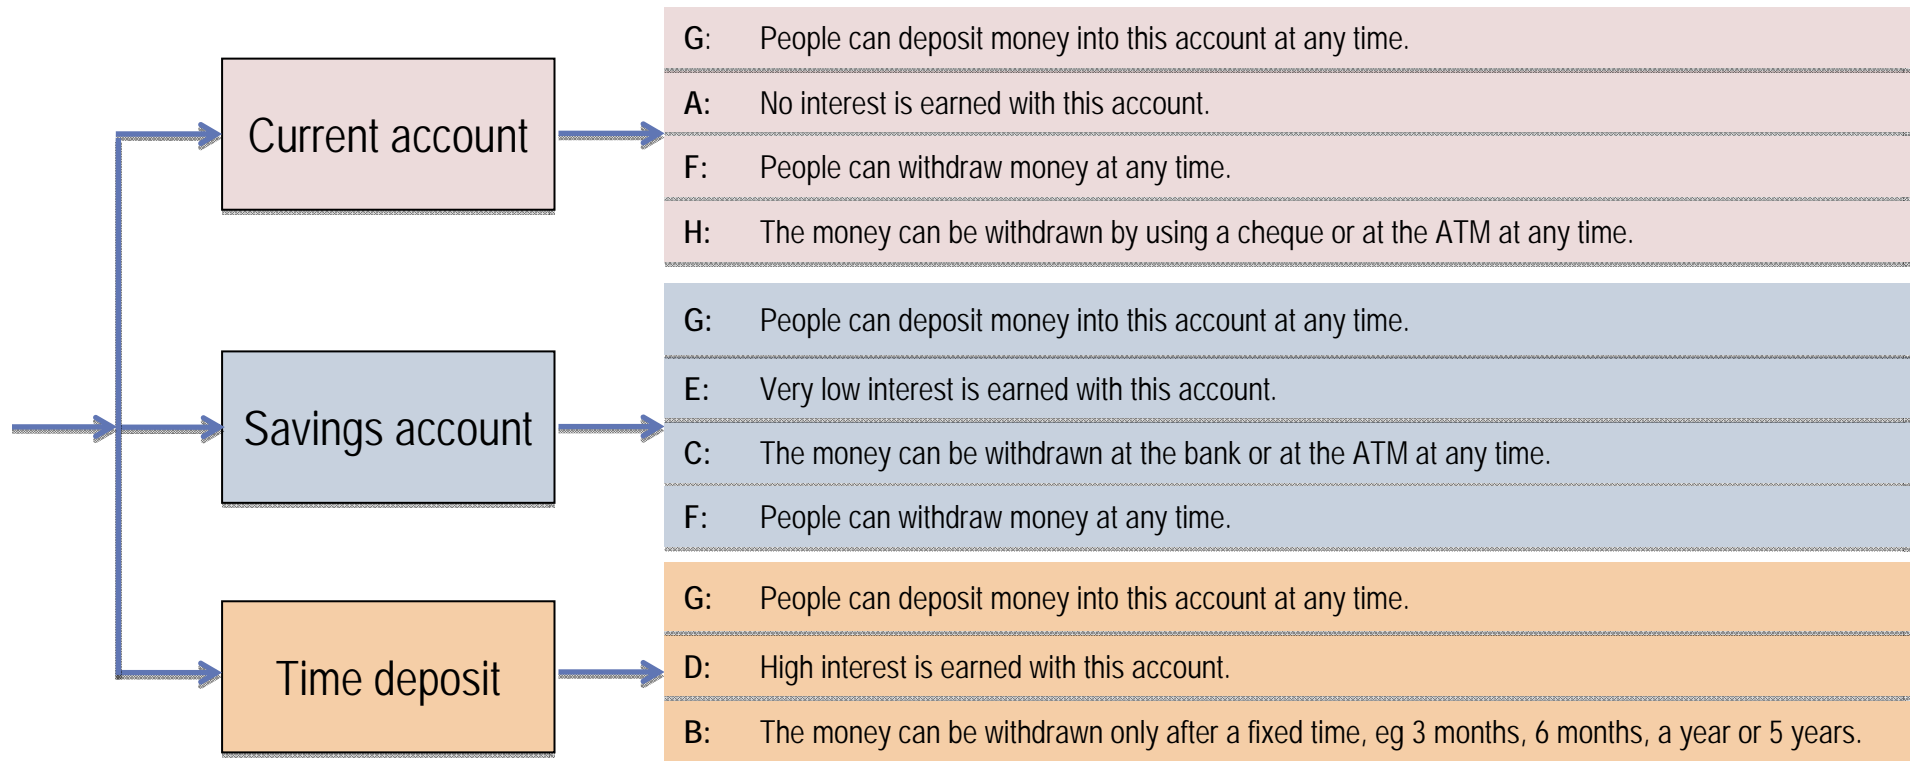 Current account
G: People can deposit money into this account at any time.
A: No interest is earned with this account.
F: People can withdraw money at any time.
H: The money can be withdrawn by using a cheque or at the ATM at any time.
Savings account
G: People can deposit money into this account at any time.
E: Very low interest is earned with this account.
C: The money can be withdrawn at the bank or at the ATM at any time.
F: People can withdraw money at any time.
Time deposit
G: People can deposit money into this account at any time.
D: High interest is earned with this account.
B: The money can be withdrawn only after a fixed time, eg 3 months, 6 months, a year or 5 years.